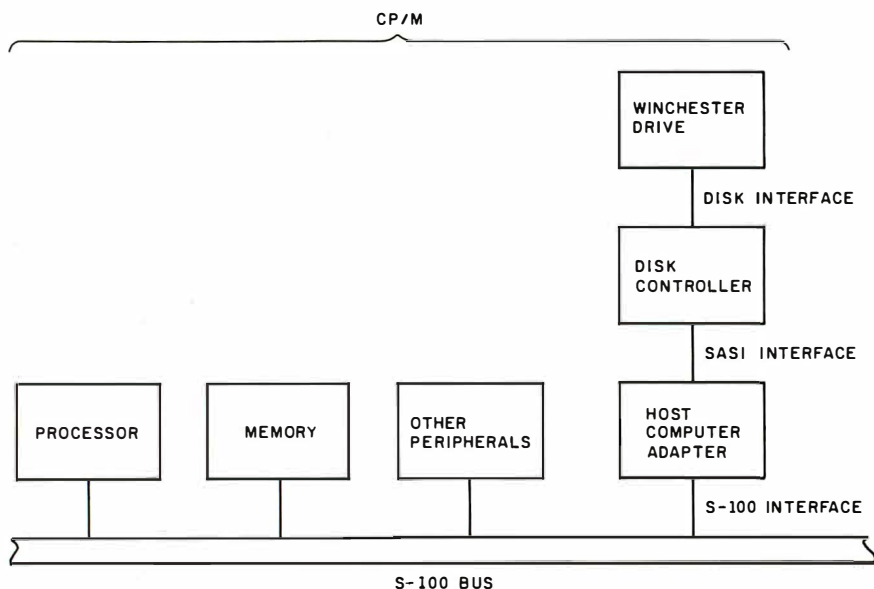 CP/M
WINCHESTER
DRIVE
DISK INTERFACE
DISK
CONTROLLER
SASI INTERFACE
PROCESSOR
MEMORY
OTHER
PERIPHERALS
HOST
COMPUTER
ADAPTER
S-100 INTERFACE
S-100 BUS